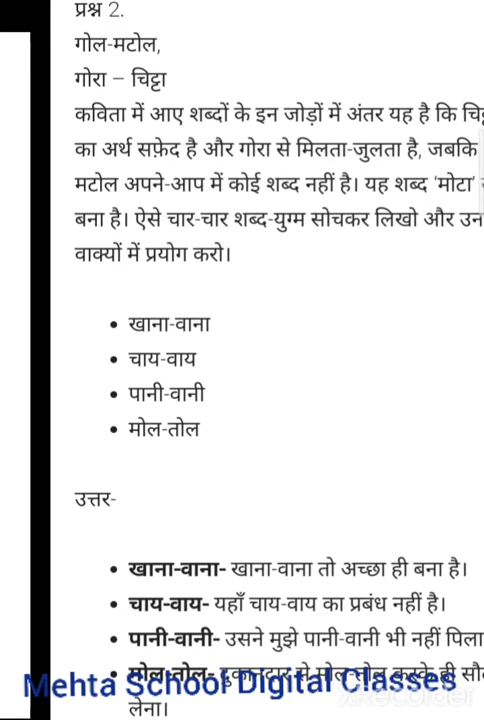 प्रश्न 2.
गोल-मटोल,
गोरा – चिट्टा
कविता में आए शब्दों के इन जोड़ों में अंतर यह है कि
का अर्थ सफ़ेद है और गोरा से मिलता-जुलता है, जबकि
मटोल अपने-आप में कोई शब्द नहीं है। यह शब्द 'मोटा'
बना है। ऐसे चार-चार शब्द-युग्म सोचकर लिखो और
वाक्यों में प्रयोग करो।
• खाना-वाना
• चाय-वाय
• पानी-वानी
• मोल-तोल
उत्तर-
• खाना-वाना- खाना-वाना तो अच्छा ही बना है।
• चाय-वाय- यहाँ चाय-वाय का प्रबंध नहीं है।
• पानी-वानी- उसने मुझे पानी-वानी भी नहीं पिला
• मोल-तोल- दुकानदार से मोल-तोल करके ही
Mehta School Digital Classes
लेना।